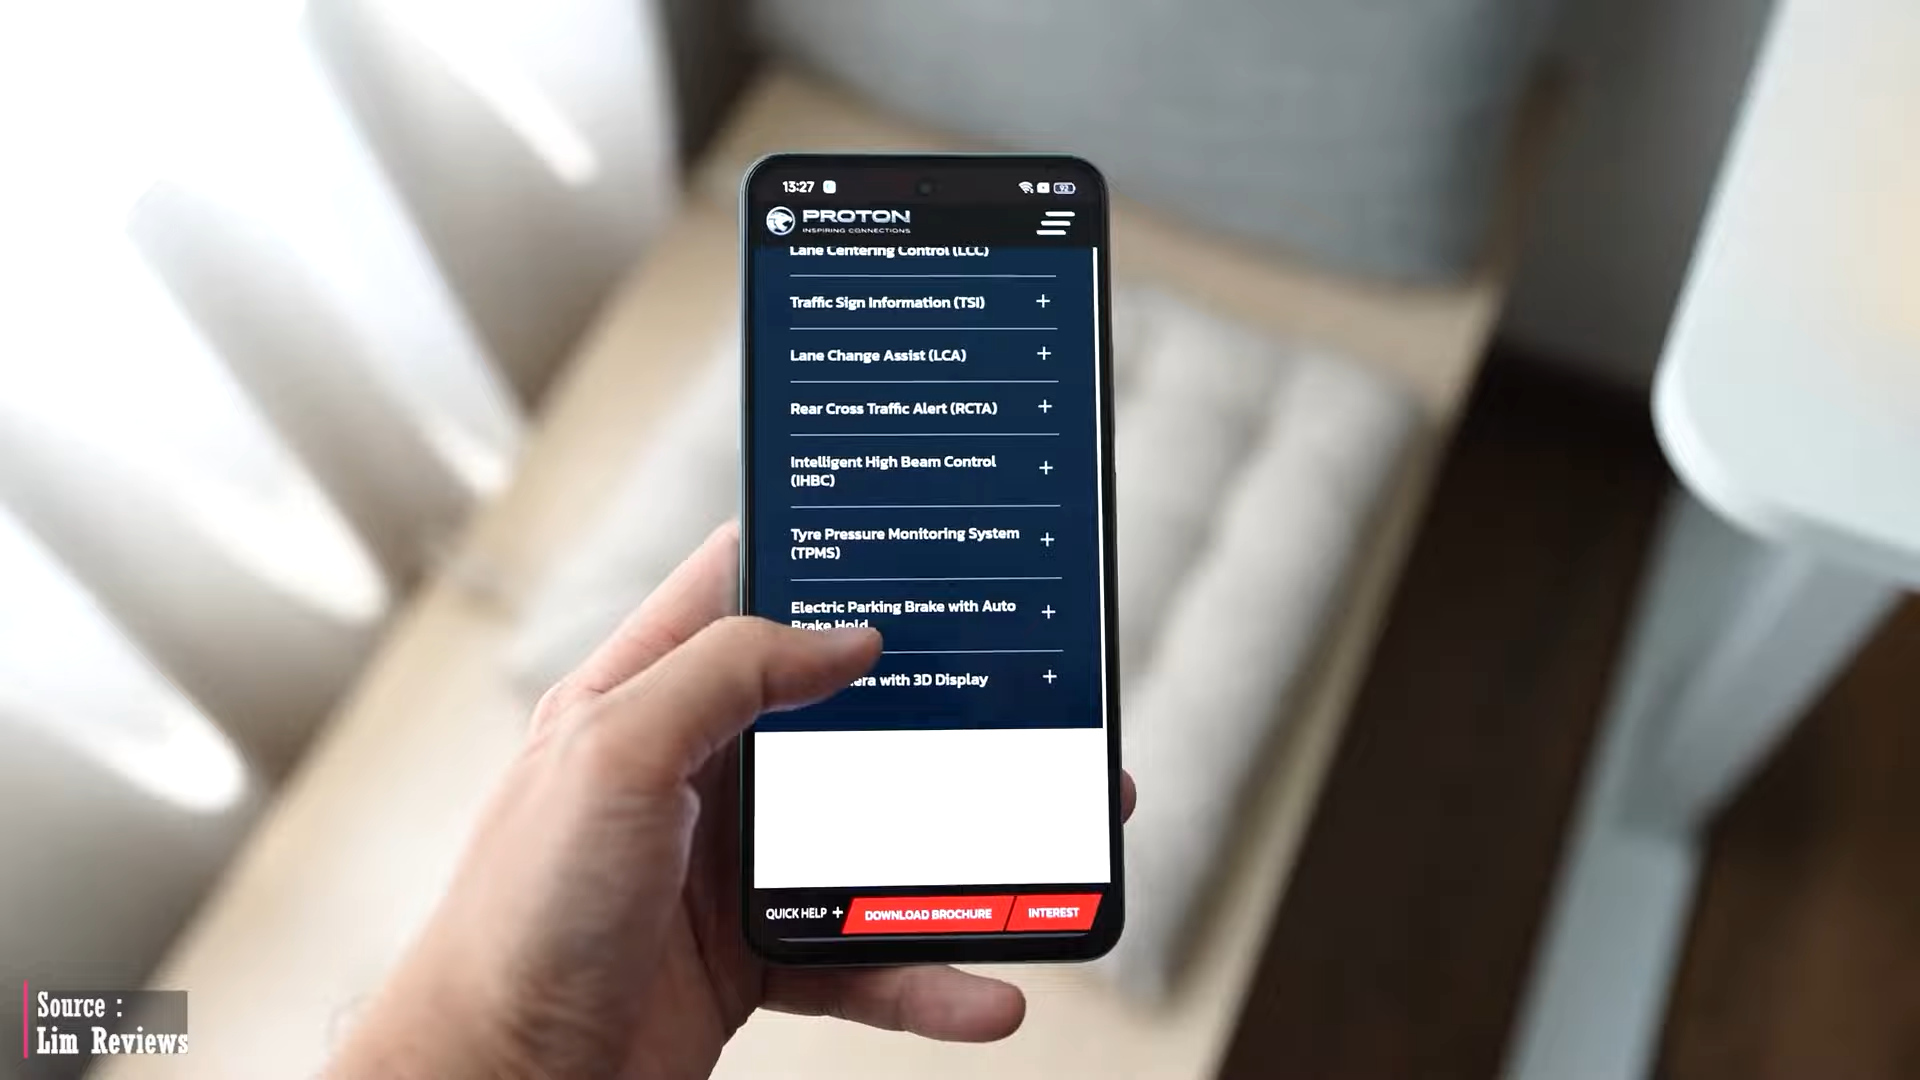 13:27
92
PROTON
INSPIRING CONNECTIONS
Lane Centering Control (LCC)
Traffic Sign Information (TSI)
Lane Change Assist (LCA)
Rear Cross Traffic Alert (RCTA)
Intelligent High Beam Control
(IHBC)
Tyre Pressure Monitoring System
(TPMS)
Electric Parking Brake with Auto
Brake Hold
with 3D Display
QUICK HELP +
DOWNLOAD BROCHURE
INTEREST
Source :
Lim Reviews